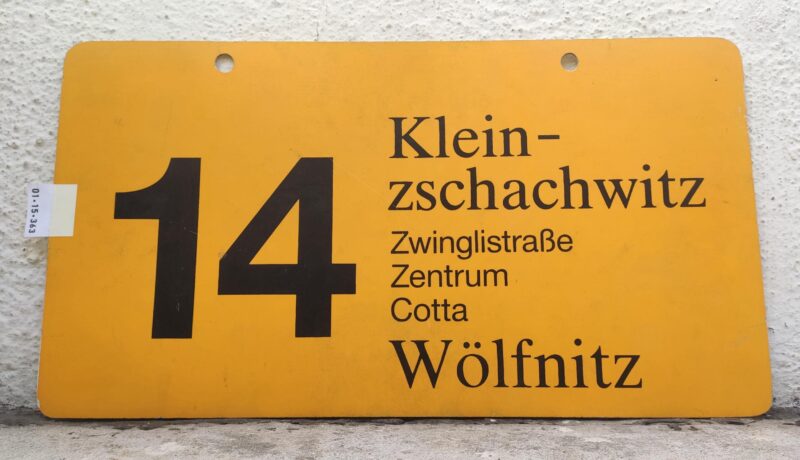 14
Klein-
zschachwitz
Zwinglistraße
Zentrum
Cotta
Wölfnitz
01-15-363